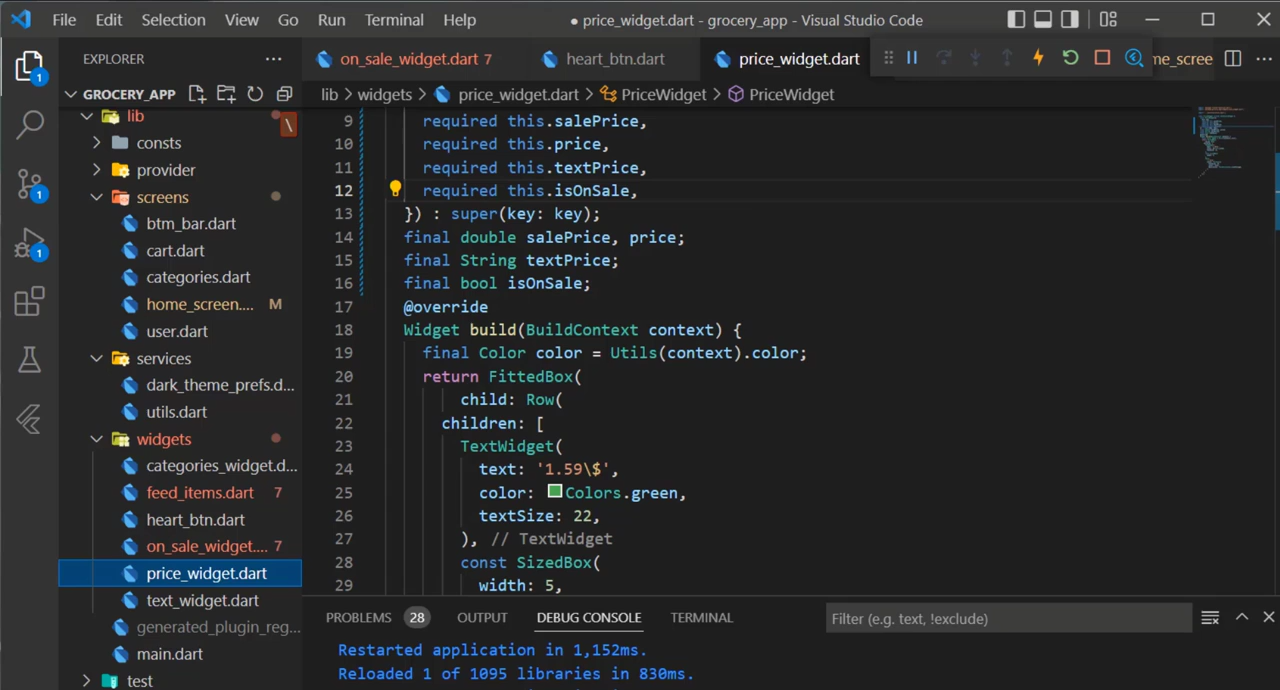 File Edit Selection View Go Run Terminal Help
● price_widget.dart - grocery_app - Visual Studio Code
EXPLORER
GROCERY_APP
lib
consts
provider
screens
btm_bar.dart
cart.dart
categories.dart
home_screen.... M
user.dart
services
dark_theme_prefs.d...
utils.dart
widgets
categories_widget.d...
feed_items.dart 7
heart_btn.dart
on_sale_widget.... 7
price_widget.dart
text_widget.dart
generated_plugin_reg...
main.dart
test
1
1
1
\
on_sale_widget.dart 7 heart_btn.dart price_widget.dart me_scree
lib > widgets > price_widget.dart > PriceWidget > PriceWidget
9 required this.salePrice,
10 required this.price,
11 required this.textPrice,
12 required this.isOnSale,
13 }) : super(key: key);
14 final double salePrice, price;
15 final String textPrice;
16 final bool isOnSale;
17 @override
18 Widget build(BuildContext context) {
19 final Color color = Utils(context).color;
20 return FittedBox(
21 child: Row(
22 children: [
23 TextWidget(
24 text: '1.59\$',
25 color: Colors.green,
26 textSize: 22,
27 ), // TextWidget
28 const SizedBox(
29 width: 5,
PROBLEMS 28 OUTPUT DEBUG CONSOLE TERMINAL Filter (e.g. text, !exclude)
Restarted application in 1,152ms.
Reloaded 1 of 1095 libraries in 830ms.